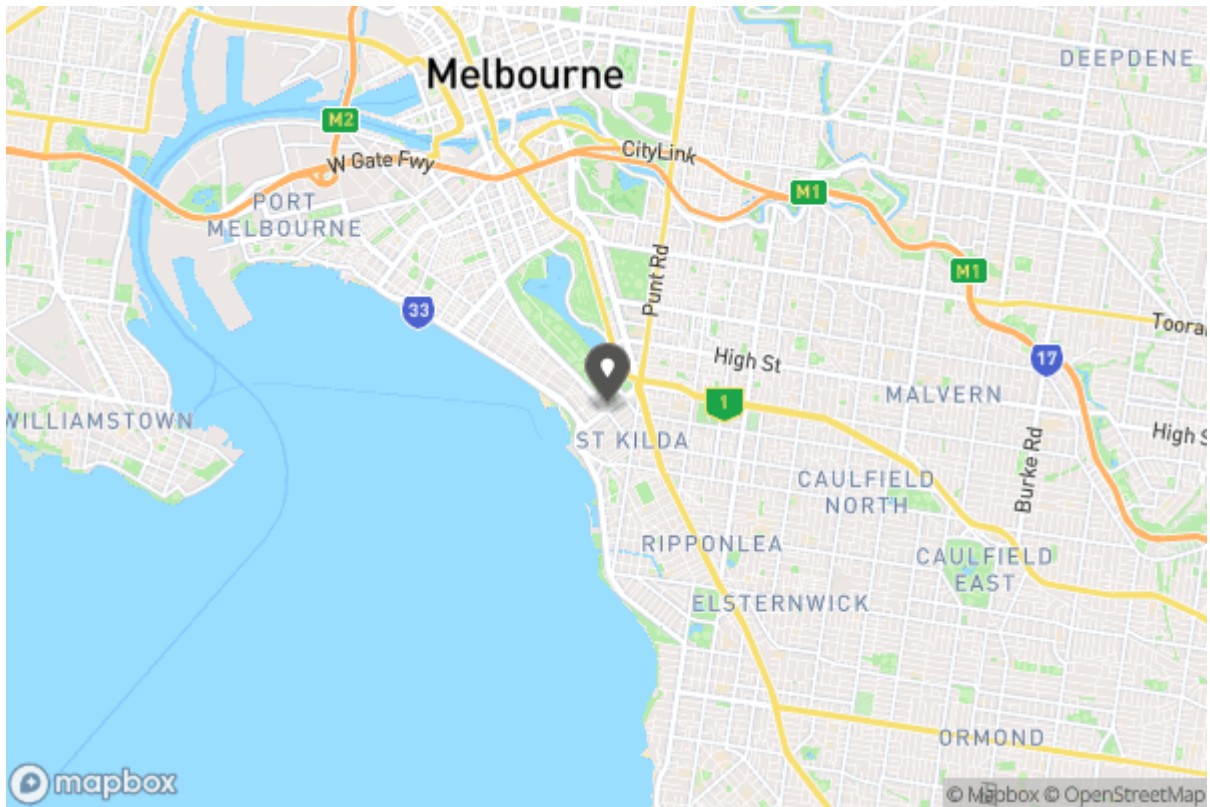 DEEPDENE
Melbourne
M2
CityLink
W Gate Fwy
M1
PORT
MELBOURNE
Punt Rd
M1
33
Toorak
High St
17
MALVERN
1
WILLIAMSTOWN
High S
ST KILDA
Burke Rd
CAULFIELD
NORTH
RIPPONLEA
CAULFIELD
EAST
ELSTERNWICK
ORMOND
mapbox
© Mapbox © OpenStreetMap